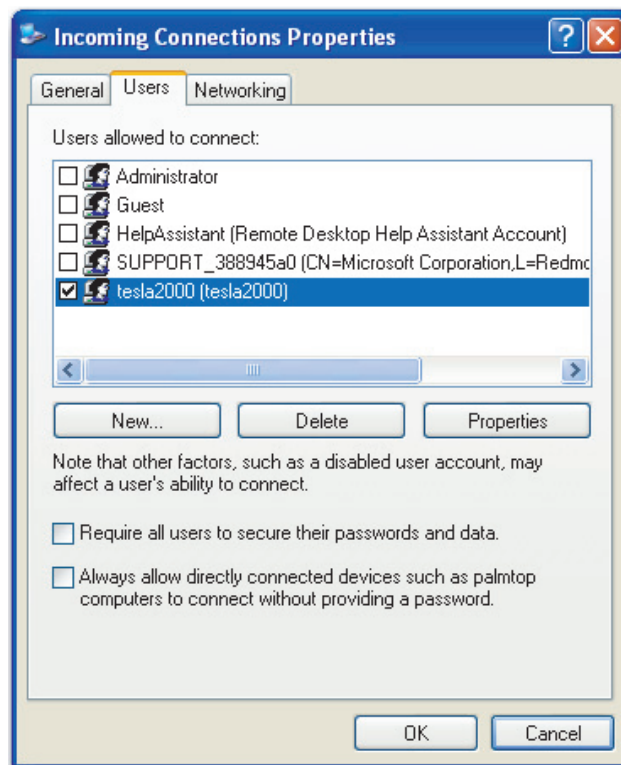 Incoming Connections Properties
General Users Networking
Users allowed to connect:
Administrator
Guest
HelpAssistant (Remote Desktop Help Assistant Account)
SUPPORT_388945a0 (CN=Microsoft Corporation,L=Redmo
tesla2000 (tesla2000)
New... Delete Properties
Note that other factors, such as a disabled user account, may
affect a user's ability to connect.
Require all users to secure their passwords and data.
Always allow directly connected devices such as palmtop
computers to connect without providing a password.
OK Cancel